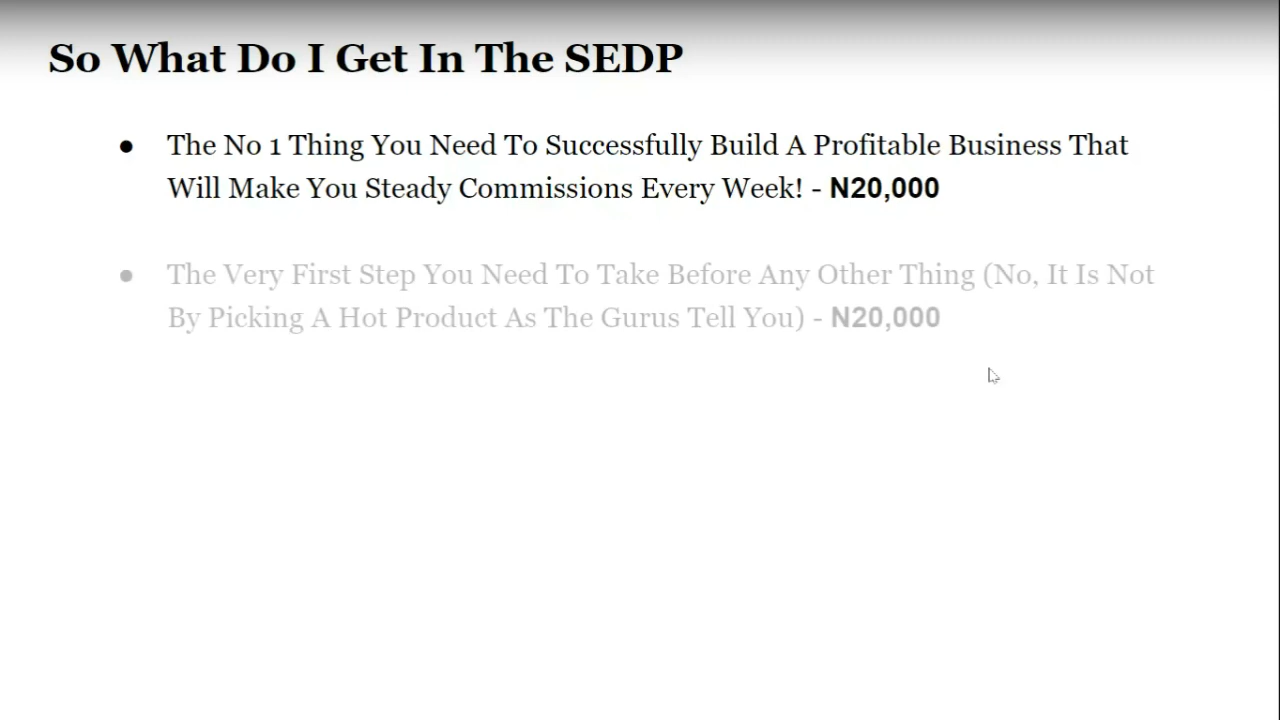 So What Do I Get In The SEDP
● The No 1 Thing You Need To Successfully Build A Profitable Business That
Will Make You Steady Commissions Every Week! - N20,000
● The Very First Step You Need To Take Before Any Other Thing (No, It Is Not
By Picking A Hot Product As The Gurus Tell You) - N20,000